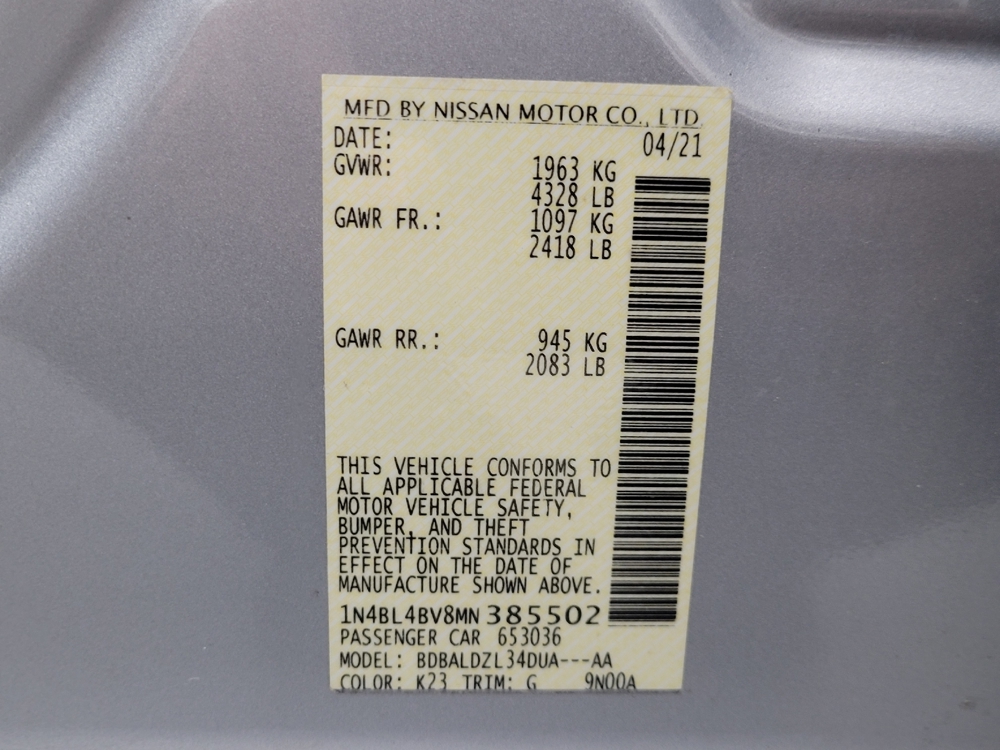 MFD BY NISSAN MOTOR CO., LTD.
DATE: 04/21
GVWR: 1963 KG
4328 LB
GAWR FR.: 1097 KG
2418 LB
GAWR RR.: 945 KG
2083 LB
THIS VEHICLE CONFORMS TO
ALL APPLICABLE FEDERAL
MOTOR VEHICLE SAFETY,
BUMPER, AND THEFT
PREVENTION STANDARDS IN
EFFECT ON THE DATE OF
MANUFACTURE SHOWN ABOVE.
1N4BL4BV8MN385502
PASSENGER CAR 653036
MODEL: BDBALDZL34DUA---AA
COLOR: K23 TRIM: G 9N00A